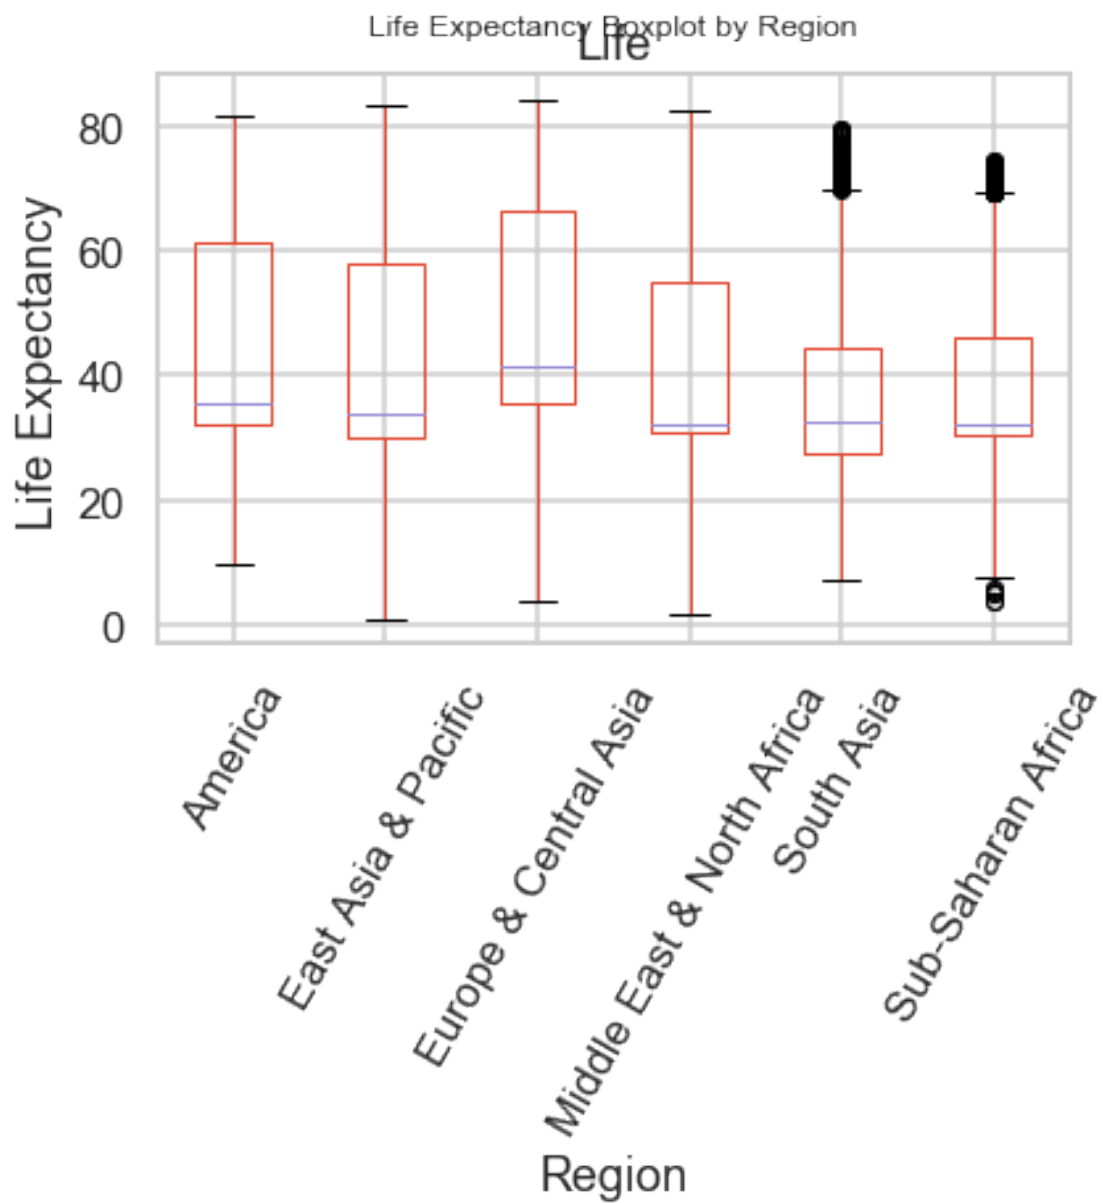 Life Expectancy Boxplot by Region
Life
Life Expectancy
80
60
40
20
0
America
East Asia & Pacific
Europe & Central Asia
Middle East & North Africa
South Asia
Sub-Saharan Africa
Region